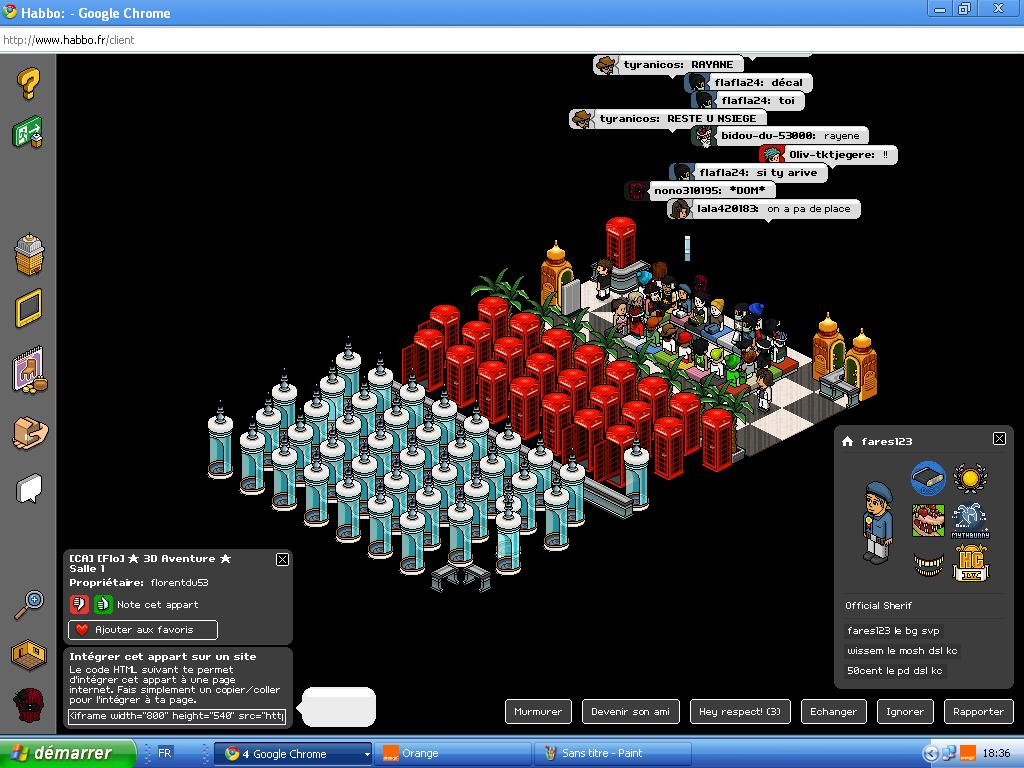 Habbo: - Google Chrome
http://www.habbo.fr/client
tyranicos: RAYANE
flafla24: décal
flafla24: toi
tyranicos: RESTE U NSIEGE
bidou-du-53000: rayene
Oliv-tktjegere: !!
flafla24: si ty arive
nono310195: *DOM*
lala420183: on a pa de place
fares123
MYTHBUNNY
HC
Official Sherif
fares123 le bg svp
wissem le mosh dsl kc
50cent le pd dsl kc
[CA] [Flo] ★ 3D Aventure ★
Salle 1
Propriétaire: florentdu53
Note cet appart
Ajouter aux favoris
Intégrer cet appart sur un site
Le code HTML suivant te permet
d'intégrer cet appart à une page
internet. Fais simplement un copier/coller
pour l'intégrer à ta page.
<iframe width="800" height="540" src="http
Murmurer
Devenir son ami
Hey respect! (3)
Echanger
Ignorer
Rapporter
démarrer
FR
4 Google Chrome
Orange
Sans titre - Paint
18:36